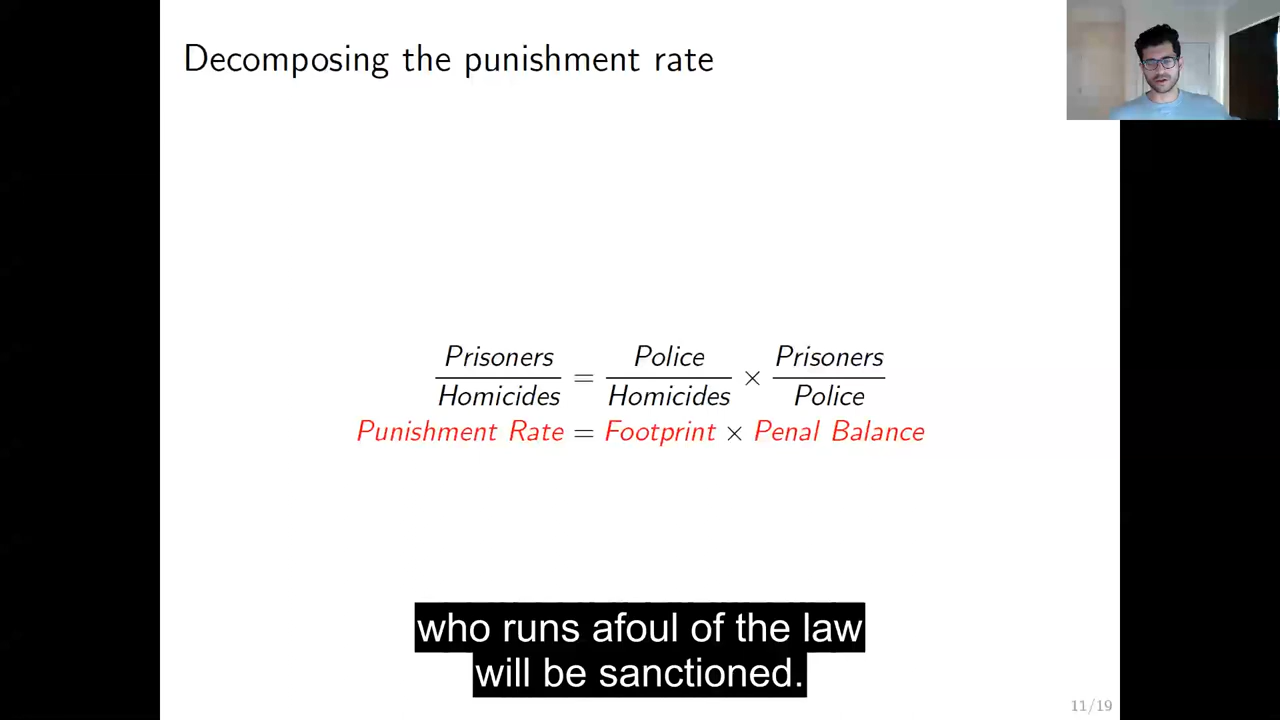 Decomposing the punishment rate
Prisoners / Homicides = Police / Homicides × Prisoners / Police
Punishment Rate = Footprint × Penal Balance
who runs afoul of the law
will be sanctioned.
11/19